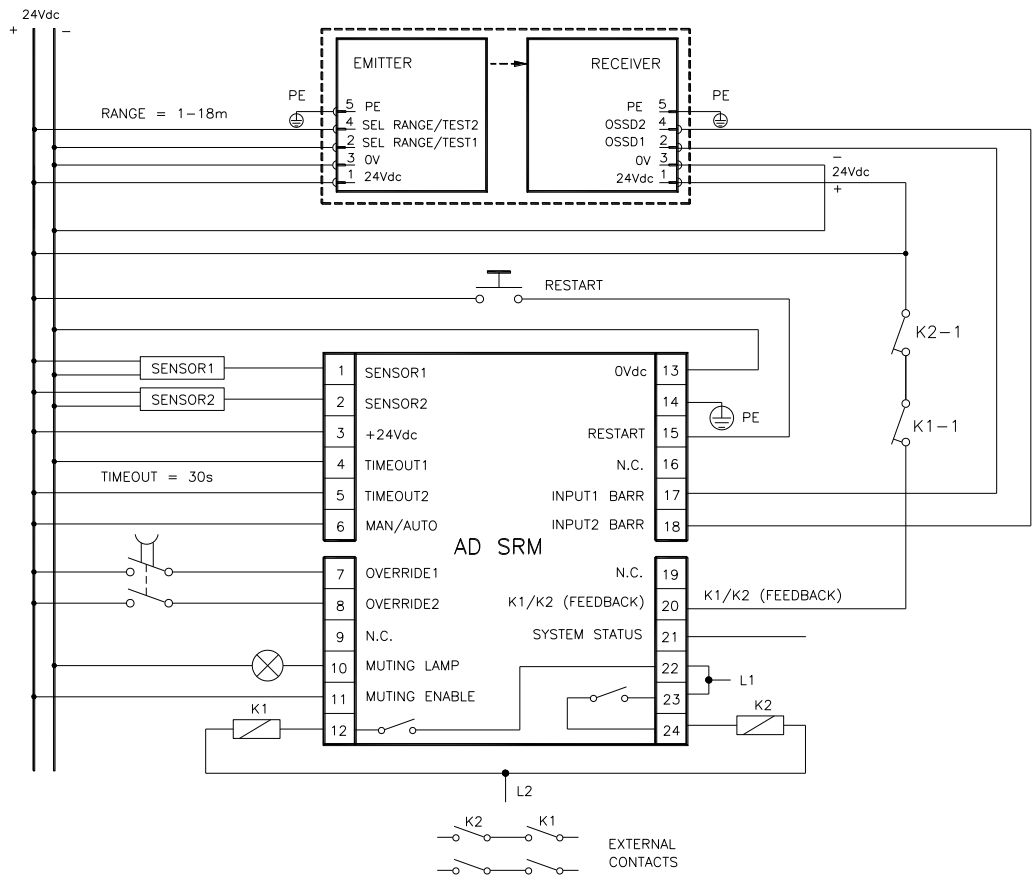 24Vdc
+ −
EMITTER
RECEIVER
RANGE = 1-18m
PE
5 PE
4 SEL RANGE/TEST2
2 SEL RANGE/TEST1
3 0V
1 24Vdc
PE 5
OSSD2 4
OSSD1 2
0V 3
24Vdc 1
PE
−
24Vdc
+
RESTART
K2-1
K1-1
SENSOR1
SENSOR2
TIMEOUT = 30s
1 SENSOR1
2 SENSOR2
3 +24Vdc
4 TIMEOUT1
5 TIMEOUT2
6 MAN/AUTO
0Vdc 13
14
PE
RESTART 15
N.C. 16
INPUT1 BARR 17
INPUT2 BARR 18
AD SRM
7 OVERRIDE1
8 OVERRIDE2
9 N.C.
10 MUTING LAMP
11 MUTING ENABLE
12
N.C. 19
K1/K2 (FEEDBACK) 20
K1/K2 (FEEDBACK)
SYSTEM STATUS 21
22
23
24
L1
K1
K2
L2
K2 K1
EXTERNAL
CONTACTS